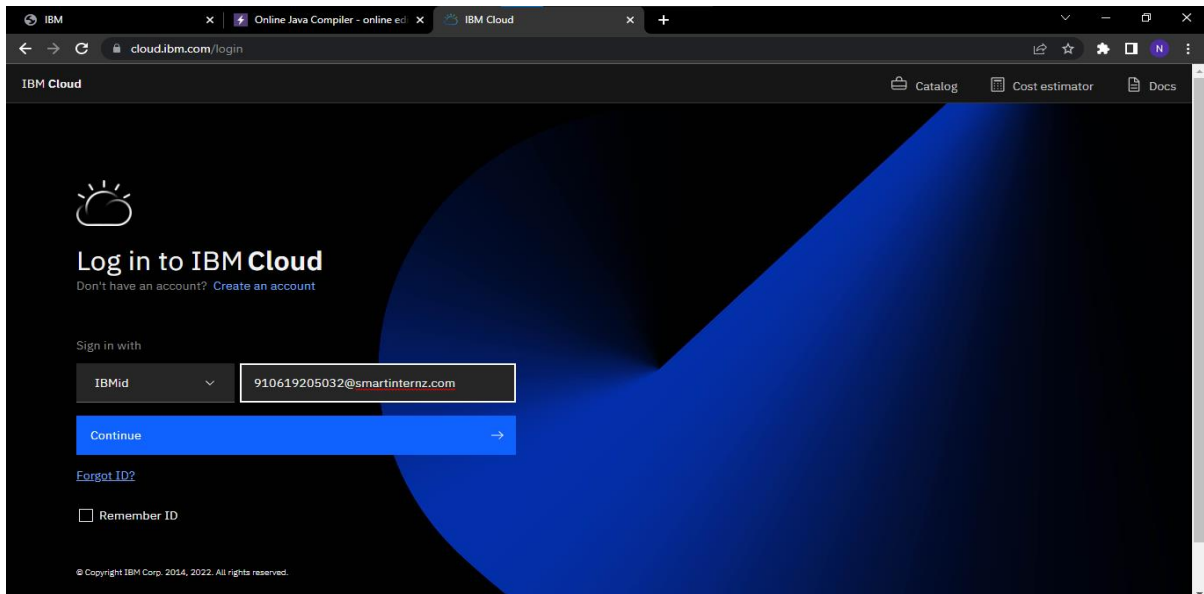 IBM
Online Java Compiler - online ed
IBM Cloud
cloud.ibm.com/login
N
IBM Cloud
Catalog
Cost estimator
Docs
Log in to IBM Cloud
Don't have an account? Create an account
Sign in with
IBMid
910619205032@smartinternz.com
Continue
Forgot ID?
Remember ID
© Copyright IBM Corp. 2014, 2022. All rights reserved.